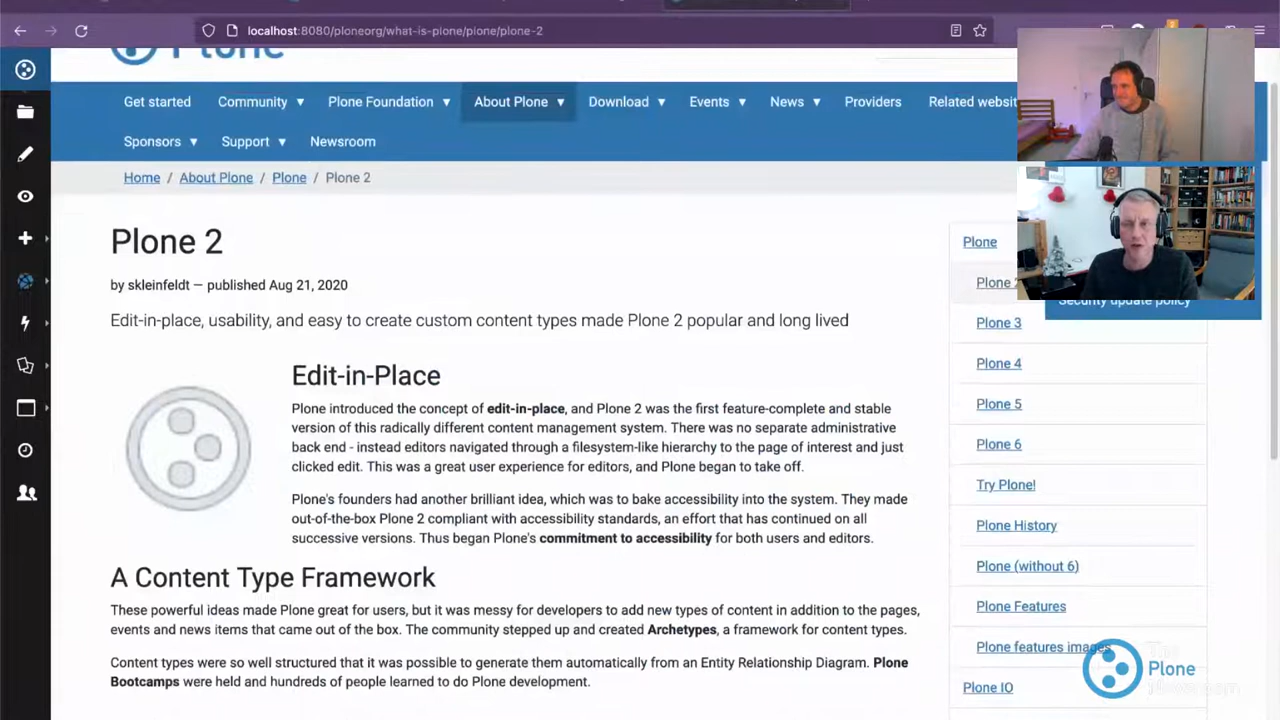 localhost:8080/ploneorg/what-is-plone/plone/plone-2
Plone
Get started Community ▼ Plone Foundation ▼ About Plone ▼ Download ▼ Events ▼ News ▼ Providers Related websit
Sponsors ▼ Support ▼ Newsroom
Home / About Plone / Plone / Plone 2
Plone 2
by skleinfeldt — published Aug 21, 2020
Edit-in-place, usability, and easy to create custom content types made Plone 2 popular and long lived
Edit-in-Place
Plone introduced the concept of edit-in-place, and Plone 2 was the first feature-complete and stable
version of this radically different content management system. There was no separate administrative
back end - instead editors navigated through a filesystem-like hierarchy to the page of interest and just
clicked edit. This was a great user experience for editors, and Plone began to take off.
Plone's founders had another brilliant idea, which was to bake accessibility into the system. They made
out-of-the-box Plone 2 compliant with accessibility standards, an effort that has continued on all
successive versions. Thus began Plone's commitment to accessibility for both users and editors.
A Content Type Framework
These powerful ideas made Plone great for users, but it was messy for developers to add new types of content in addition to the pages,
events and news items that came out of the box. The community stepped up and created Archetypes, a framework for content types.
Content types were so well structured that it was possible to generate them automatically from an Entity Relationship Diagram. Plone
Bootcamps were held and hundreds of people learned to do Plone development.
Plone
Plone 2
Security update policy
Plone 3
Plone 4
Plone 5
Plone 6
Try Plone!
Plone History
Plone (without 6)
Plone Features
Plone features images
Plone IO
The
Plone
Newsroom